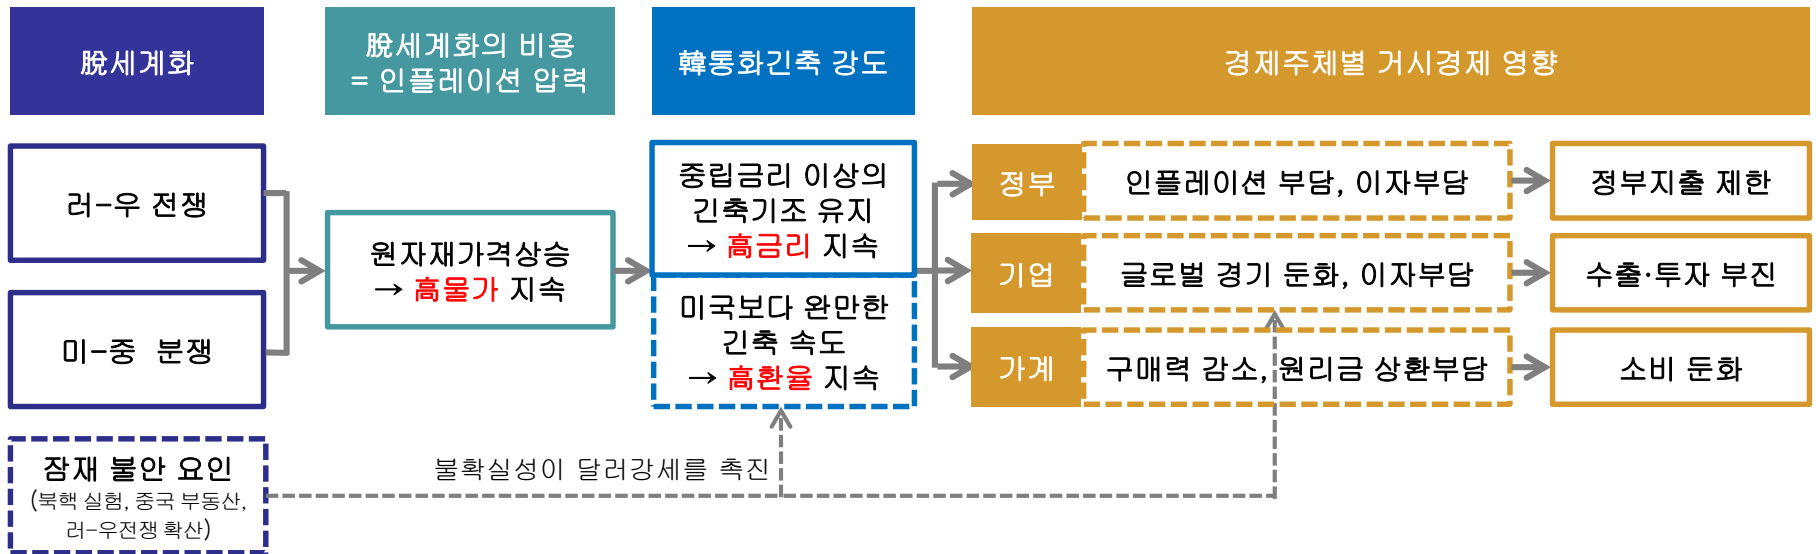 脫세계화
脫세계화의 비용
= 인플레이션 압력
韓통화긴축 강도
경제주체별 거시경제 영향
러-우 전쟁
미-중 분쟁
원자재가격상승
→ 高물가 지속
중립금리 이상의
긴축기조 유지
→ 高금리 지속
미국보다 완만한
긴축 속도
→ 高환율 지속
정부
인플레이션 부담, 이자부담
정부지출 제한
기업
글로벌 경기 둔화, 이자부담
수출·투자 부진
가계
구매력 감소, 원리금 상환부담
소비 둔화
잠재 불안 요인
(북핵 실험, 중국 부동산,
러-우전쟁 확산)
불확실성이 달러강세를 촉진